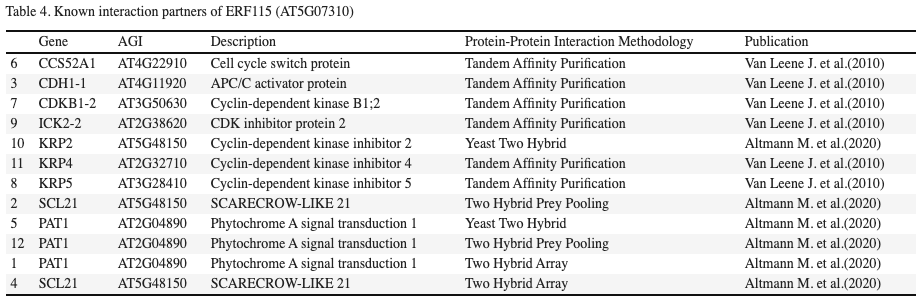 Table 4. Known interaction partners of ERF115 (AT5G07310)
Gene AGI Description Protein-Protein Interaction Methodology Publication
6 CCS52A1 AT4G22910 Cell cycle switch protein Tandem Affinity Purification Van Leene J. et al.(2010)
3 CDH1-1 AT4G11920 APC/C activator protein Tandem Affinity Purification Van Leene J. et al.(2010)
7 CDKB1-2 AT3G50630 Cyclin-dependent kinase B1;2 Tandem Affinity Purification Van Leene J. et al.(2010)
9 ICK2-2 AT2G38620 CDK inhibitor protein 2 Tandem Affinity Purification Van Leene J. et al.(2010)
10 KRP2 AT5G48150 Cyclin-dependent kinase inhibitor 2 Yeast Two Hybrid Altmann M. et al.(2020)
11 KRP4 AT2G32710 Cyclin-dependent kinase inhibitor 4 Tandem Affinity Purification Van Leene J. et al.(2010)
8 KRP5 AT3G28410 Cyclin-dependent kinase inhibitor 5 Tandem Affinity Purification Van Leene J. et al.(2010)
2 SCL21 AT5G48150 SCARECROW-LIKE 21 Two Hybrid Prey Pooling Altmann M. et al.(2020)
5 PAT1 AT2G04890 Phytochrome A signal transduction 1 Yeast Two Hybrid Altmann M. et al.(2020)
12 PAT1 AT2G04890 Phytochrome A signal transduction 1 Two Hybrid Prey Pooling Altmann M. et al.(2020)
1 PAT1 AT2G04890 Phytochrome A signal transduction 1 Two Hybrid Array Altmann M. et al.(2020)
4 SCL21 AT5G48150 SCARECROW-LIKE 21 Two Hybrid Array Altmann M. et al.(2020)